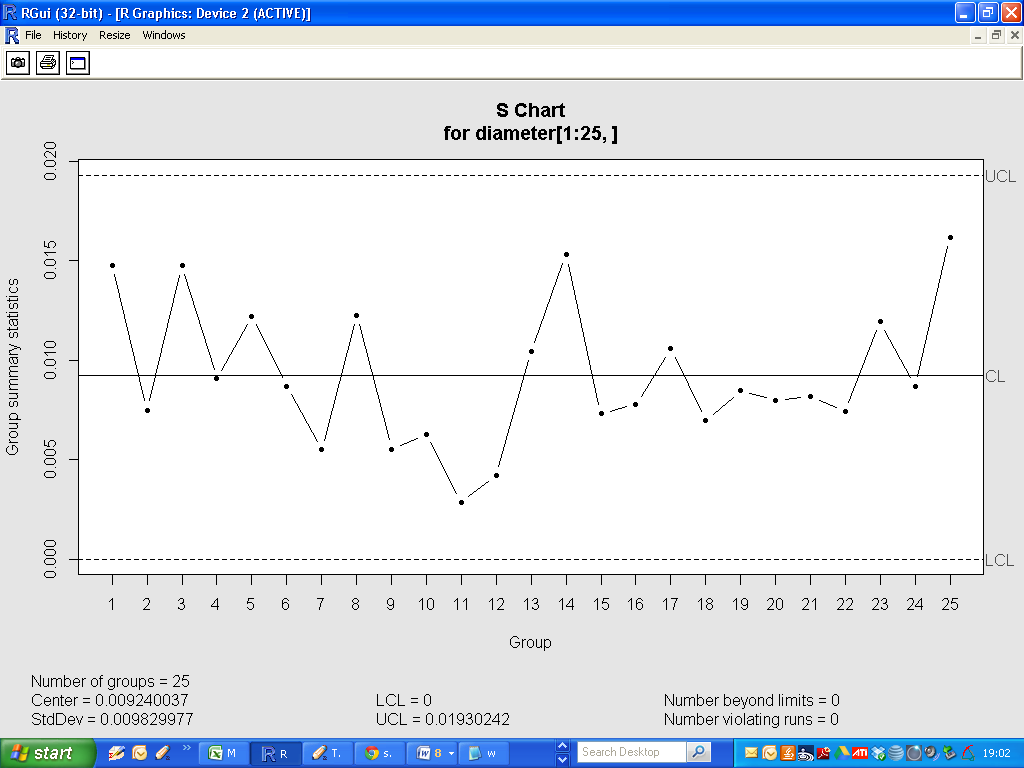 RGui (32-bit) - [R Graphics: Device 2 (ACTIVE)]
File History Resize Windows
S Chart
for diameter[1:25, ]
Group summary statistics
0.020
0.015
0.010
0.005
0.000
UCL
CL
LCL
1 2 3 4 5 6 7 8 9 10 11 12 13 14 15 16 17 18 19 20 21 22 23 24 25
Group
Number of groups = 25
Center = 0.009240037
StdDev = 0.009829977
LCL = 0
UCL = 0.01930242
Number beyond limits = 0
Number violating runs = 0
start
M
R
T.
s.
8
w
Search Desktop
ATI
19:02